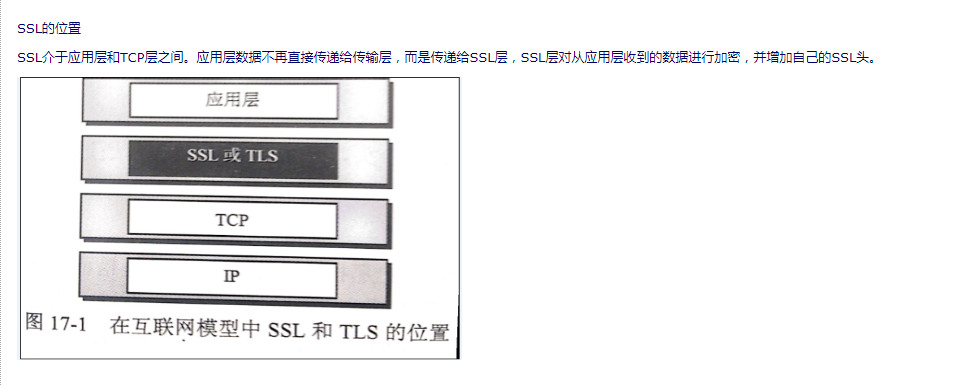 SSL的位置
SSL介于应用层和TCP层之间。应用层数据不再直接传递给传输层，而是传递给SSL层，SSL层对从应用层收到的数据进行加密，并增加自己的SSL头。
应用层
SSL 或 TLS
TCP
IP
图 17-1 在互联网模型中 SSL 和 TLS 的位置